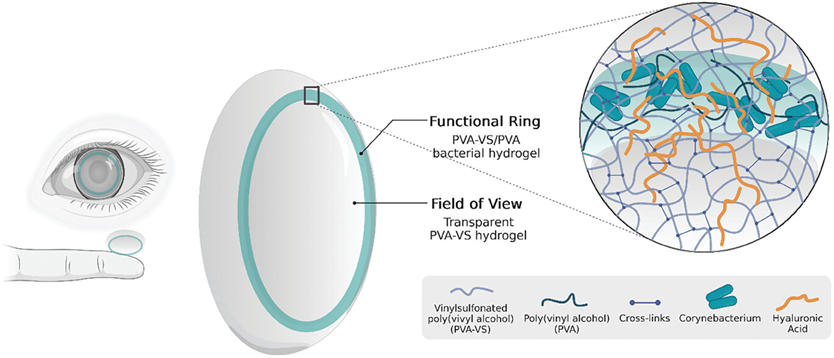 Functional Ring
PVA-VS/PVA
bacterial hydrogel
Field of View
Transparent
PVA-VS hydrogel
Vinylsulfonated
poly(vivyl alcohol)
(PVA-VS)
Poly(vinyl alcohol)
(PVA)
Cross-links
Corynebacterium
Hyaluronic
Acid